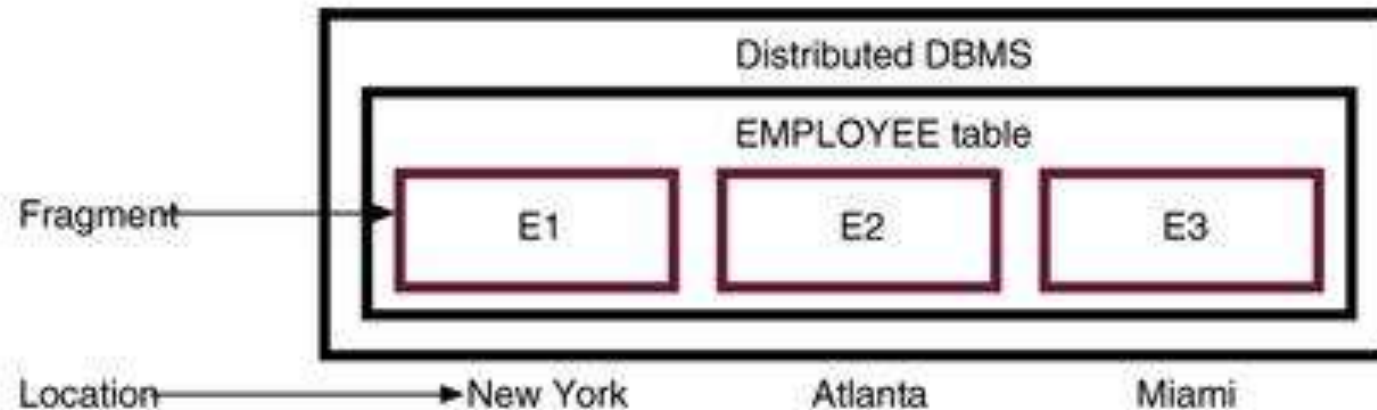 Distributed DBMS
EMPLOYEE table
Fragment E1 E2 E3
Location New York Atlanta Miami